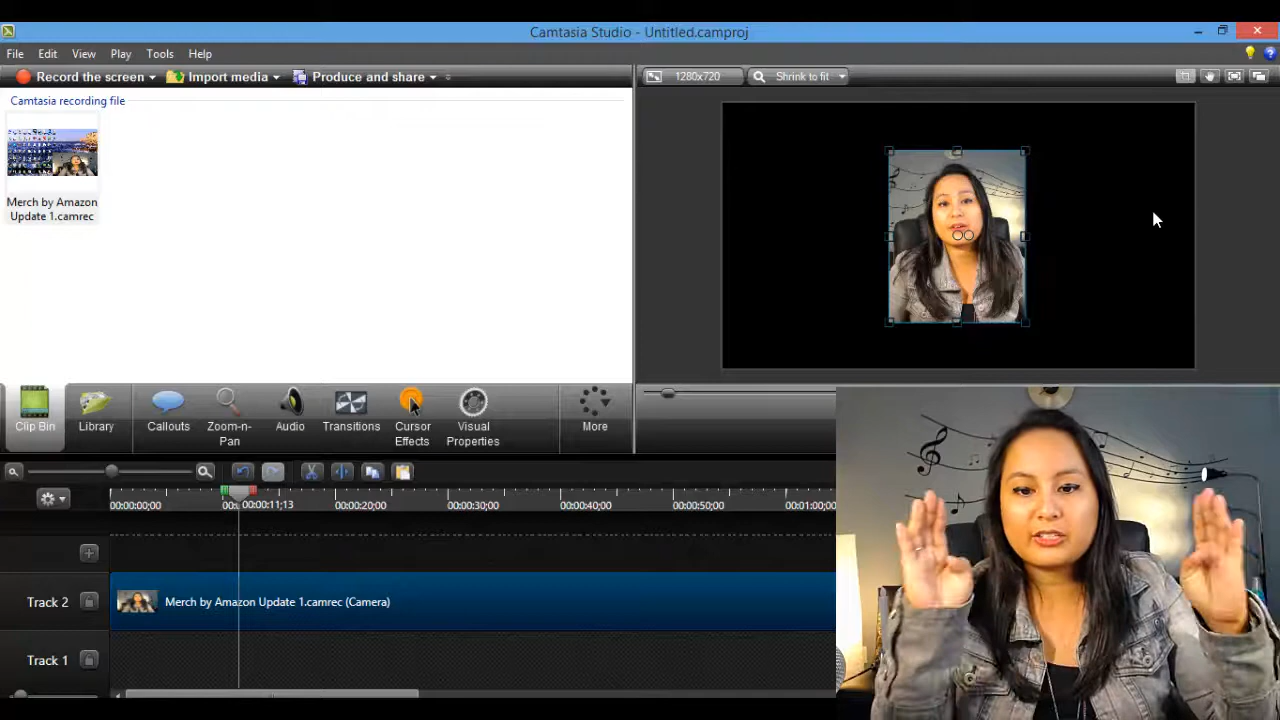 Camtasia Studio - Untitled.camproj
File Edit View Play Tools Help
Record the screen Import media Produce and share
1280x720 Shrink to fit
Camtasia recording file
Merch by Amazon
Update 1.camrec
Clip Bin Library Callouts Zoom-n-
Pan Audio Transitions Cursor
Effects Visual
Properties More
00:00:00;00 00:00:11;13 00:00:20;00 00:00:30;00 00:00:40;00 00:00:50;00 00:01:00;00
Track 2 Merch by Amazon Update 1.camrec (Camera)
Track 1